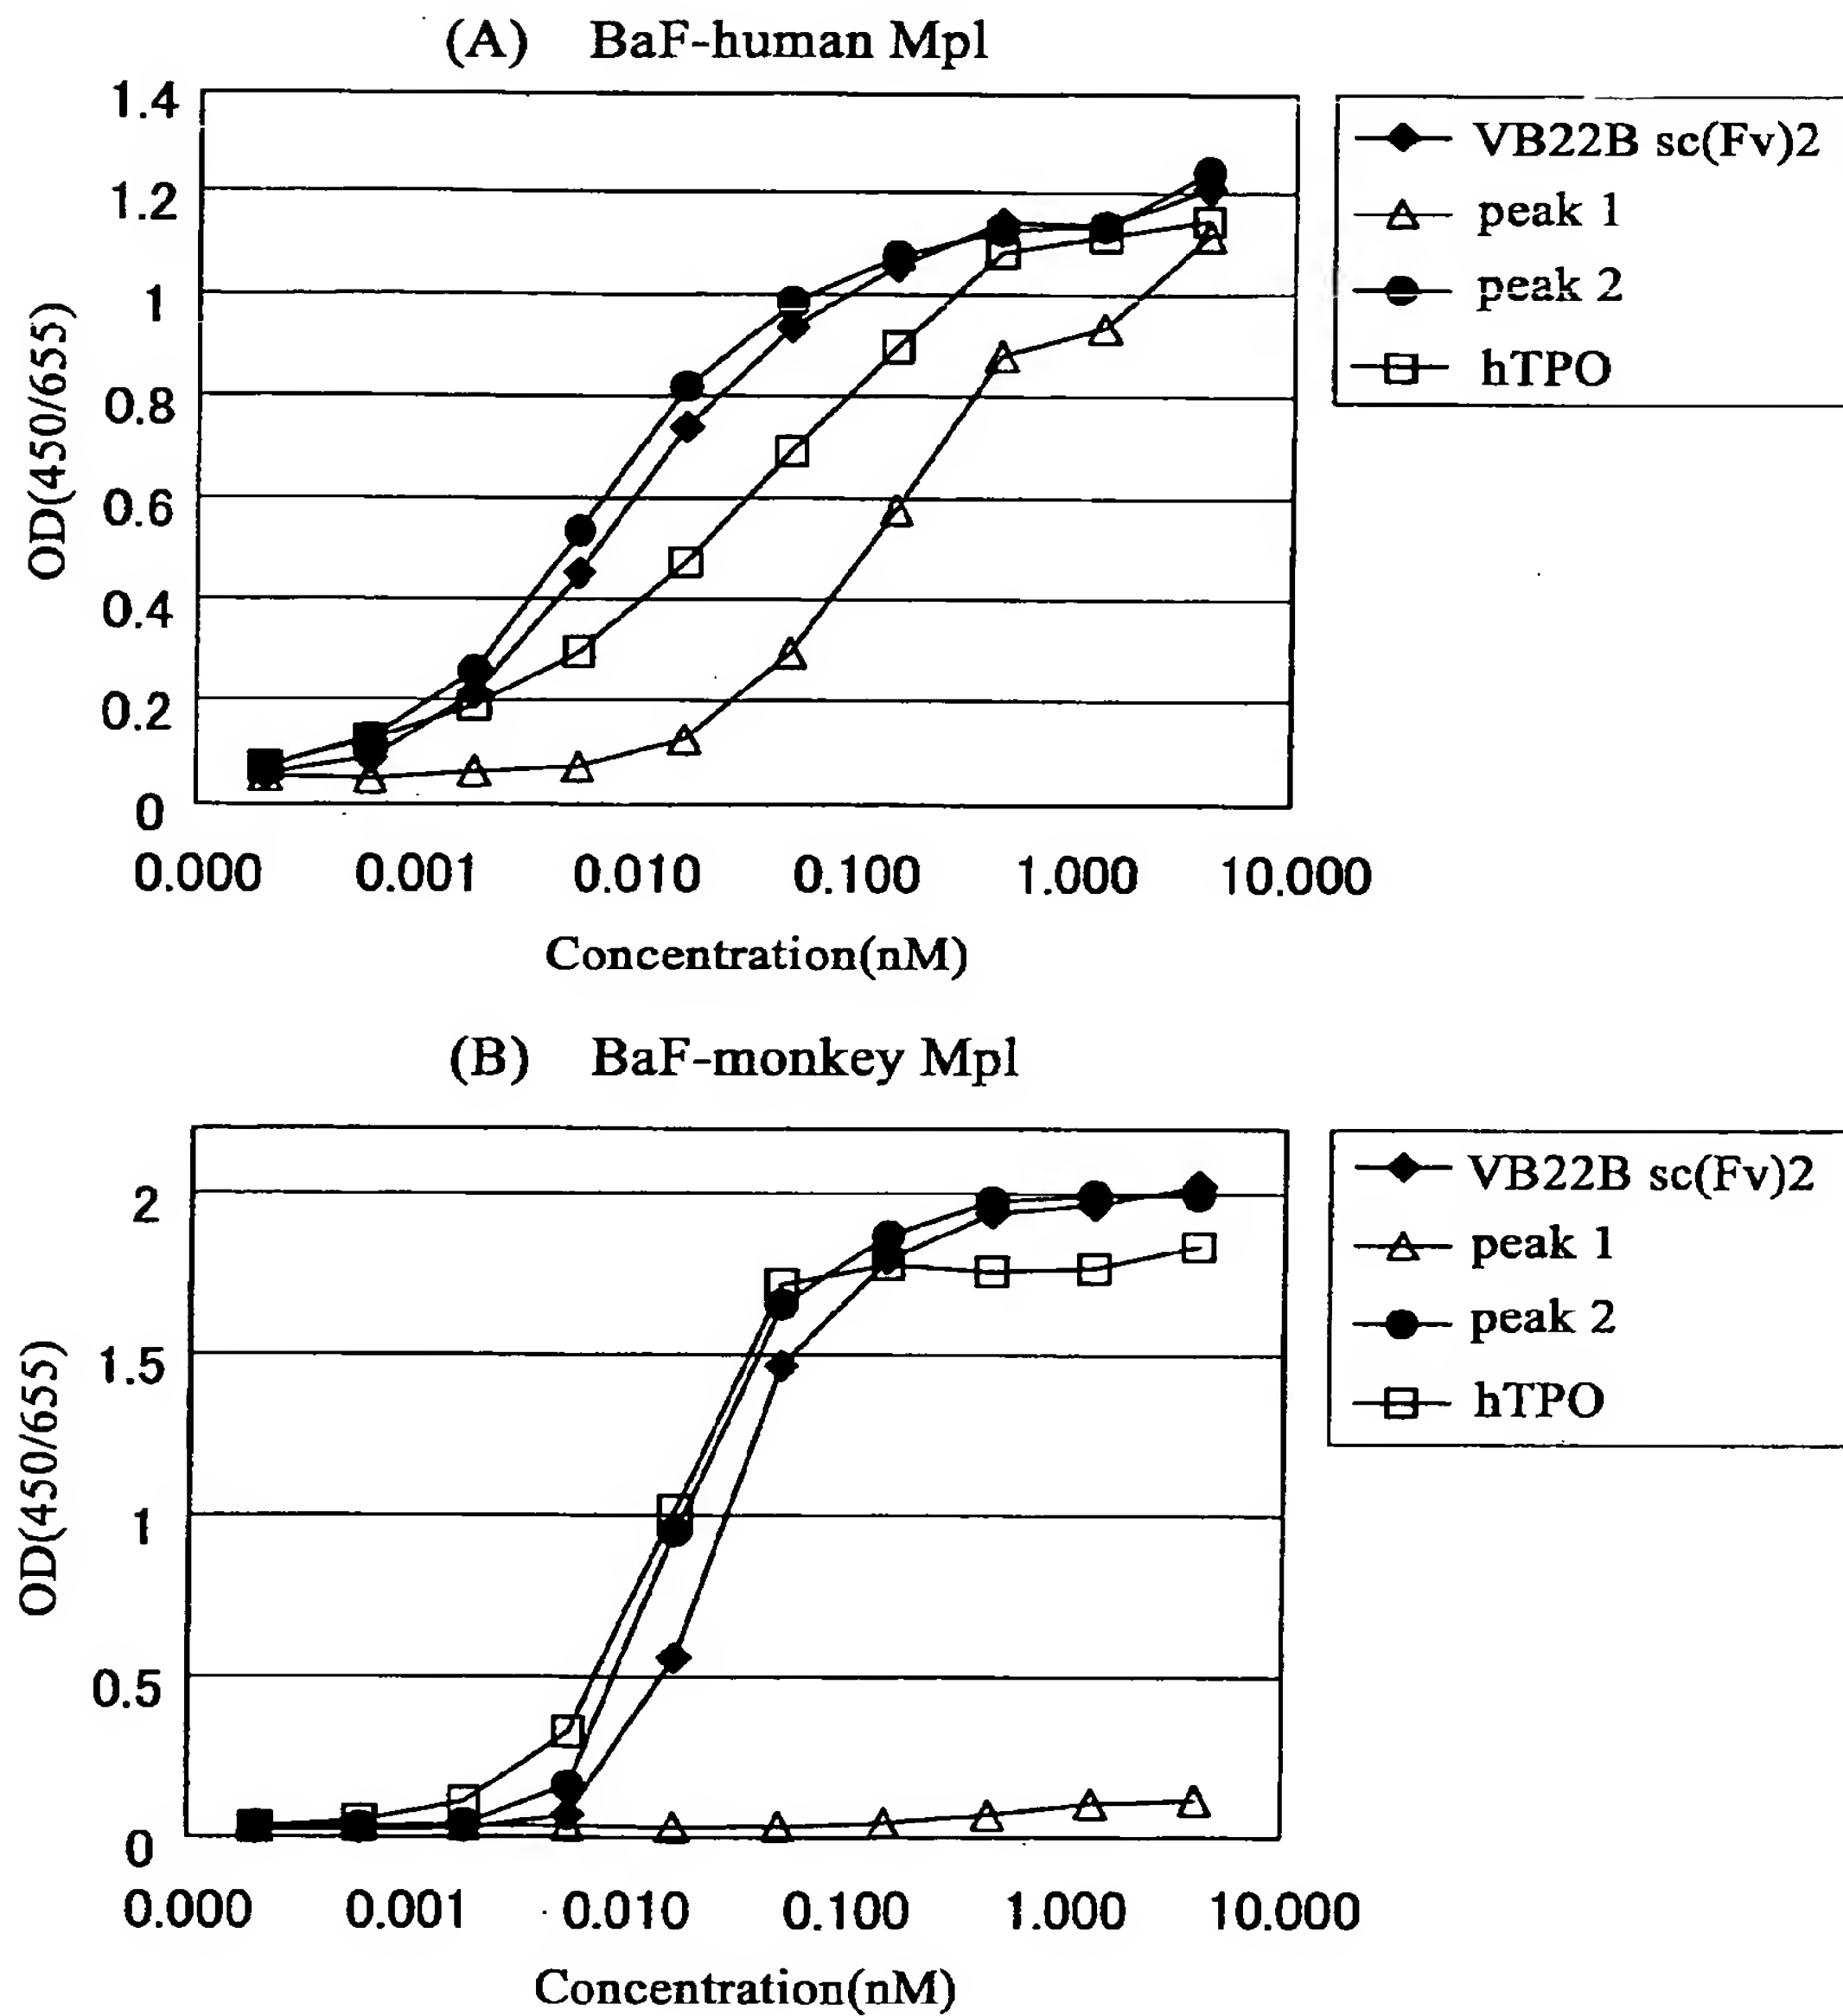 (A) BaF-human Mpl
1.4
1.2
1
0.8
0.6
0.4
0.2
0
OD(450/655)
0.000 0.001 0.010 0.100 1.000 10.000
Concentration(nM)
VB22B sc(Fv)2
peak 1
peak 2
hTPO
(B) BaF-monkey Mpl
2
1.5
1
0.5
0
OD(450/655)
0.000 0.001 0.010 0.100 1.000 10.000
Concentration(nM)
VB22B sc(Fv)2
peak 1
peak 2
hTPO